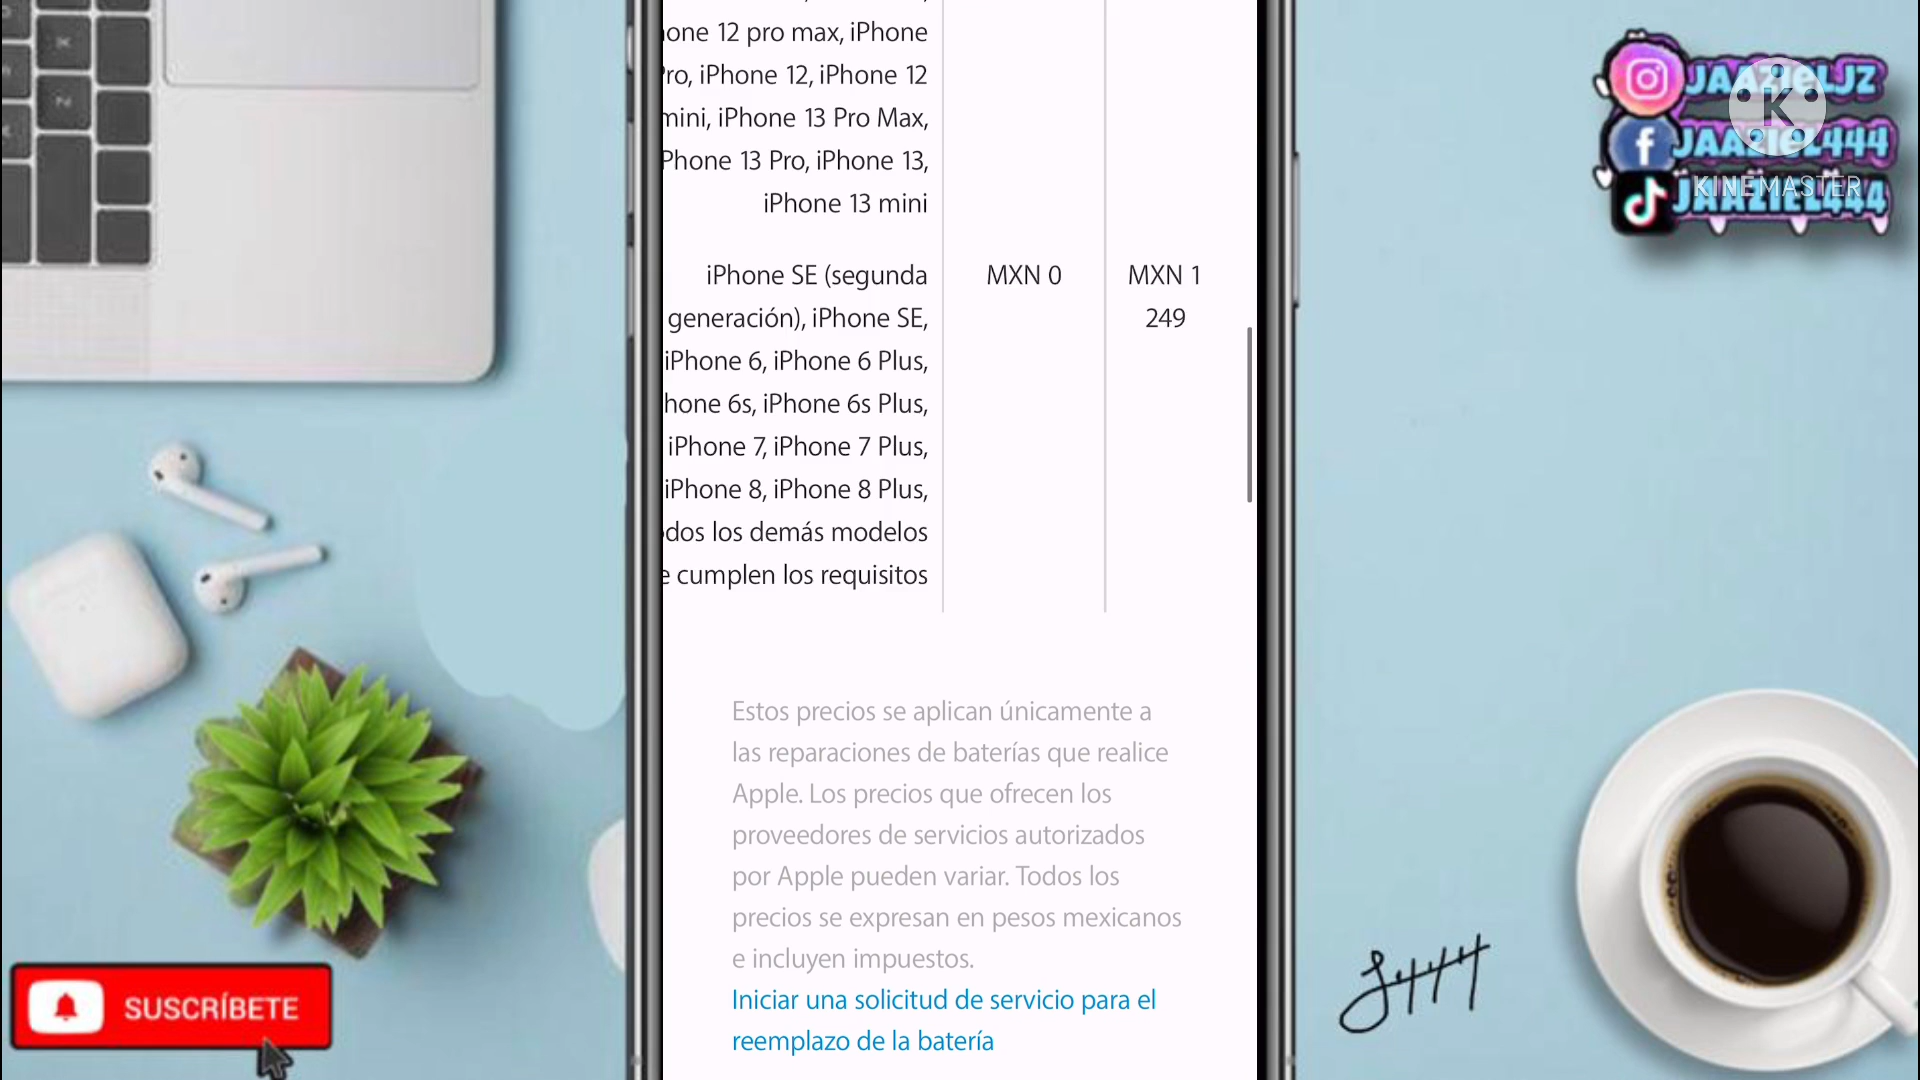 one 12 pro max, iPhone
Pro, iPhone 12, iPhone 12
mini, iPhone 13 Pro Max,
Phone 13 Pro, iPhone 13,
iPhone 13 mini
iPhone SE (segunda
generación), iPhone SE,
iPhone 6, iPhone 6 Plus,
hone 6s, iPhone 6s Plus,
iPhone 7, iPhone 7 Plus,
iPhone 8, iPhone 8 Plus,
odos los demás modelos
e cumplen los requisitos
MXN 0
MXN 1
249
Estos precios se aplican únicamente a
las reparaciones de baterías que realice
Apple. Los precios que ofrecen los
proveedores de servicios autorizados
por Apple pueden variar. Todos los
precios se expresan en pesos mexicanos
e incluyen impuestos.
Iniciar una solicitud de servicio para el
reemplazo de la batería
JAAZIELJZ
JAAZIEL444
JAAZIEL444
K
KINEMASTER
SUSCRÍBETE